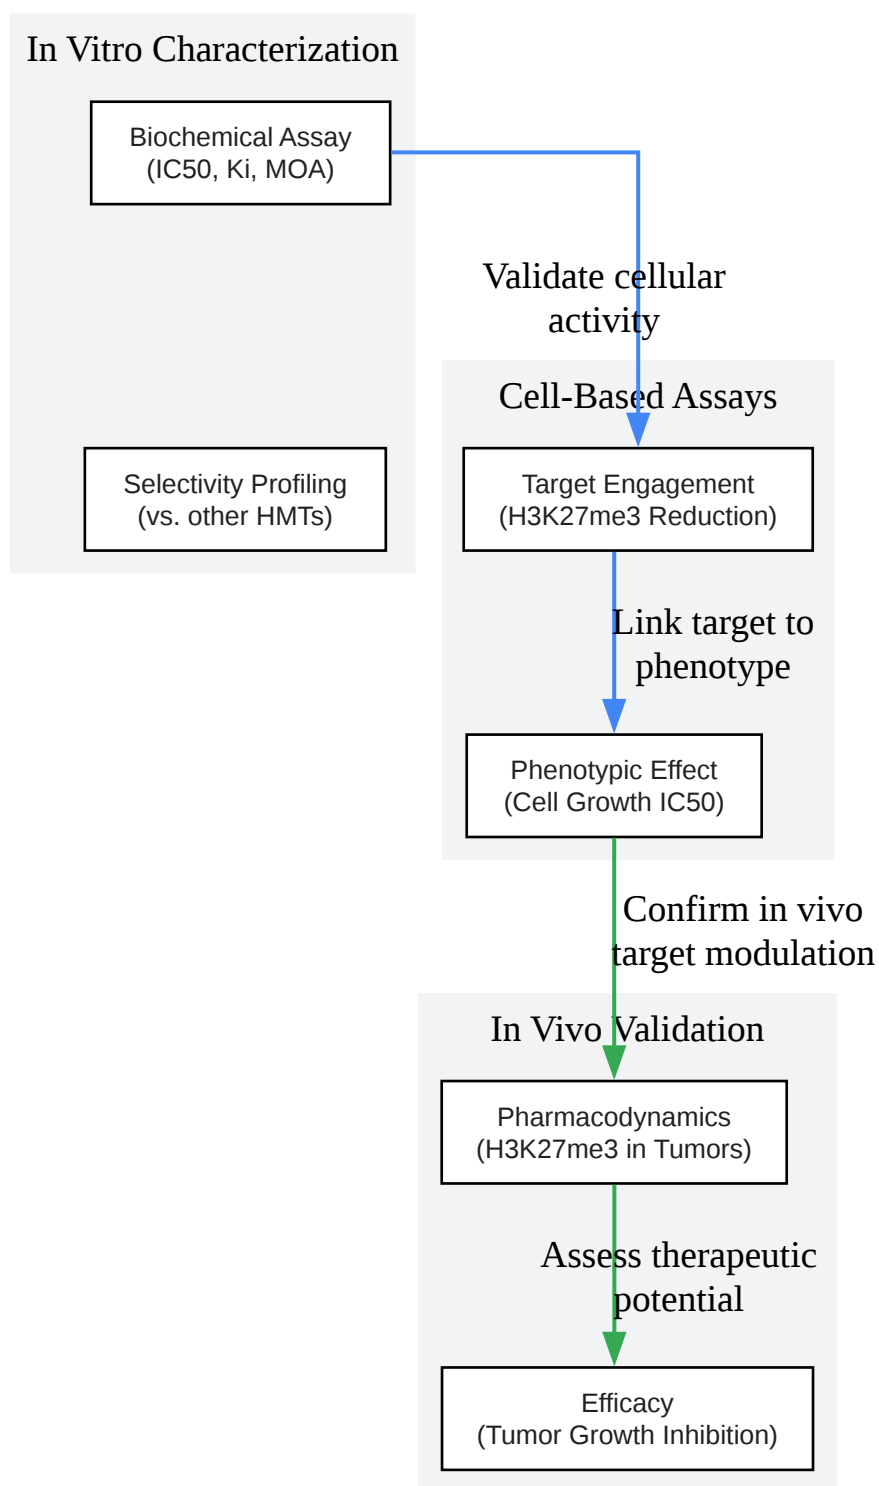 In Vitro Characterization
Biochemical Assay
(IC50, Ki, MOA)
Validate cellular
activity
Cell-Based Assays
Selectivity Profiling
(vs. other HMTs)
Target Engagement
(H3K27me3 Reduction)
Link target to
phenotype
Phenotypic Effect
(Cell Growth IC50)
Confirm in vivo
target modulation
In Vivo Validation
Pharmacodynamics
(H3K27me3 in Tumors)
Assess therapeutic
potential
Efficacy
(Tumor Growth Inhibition)